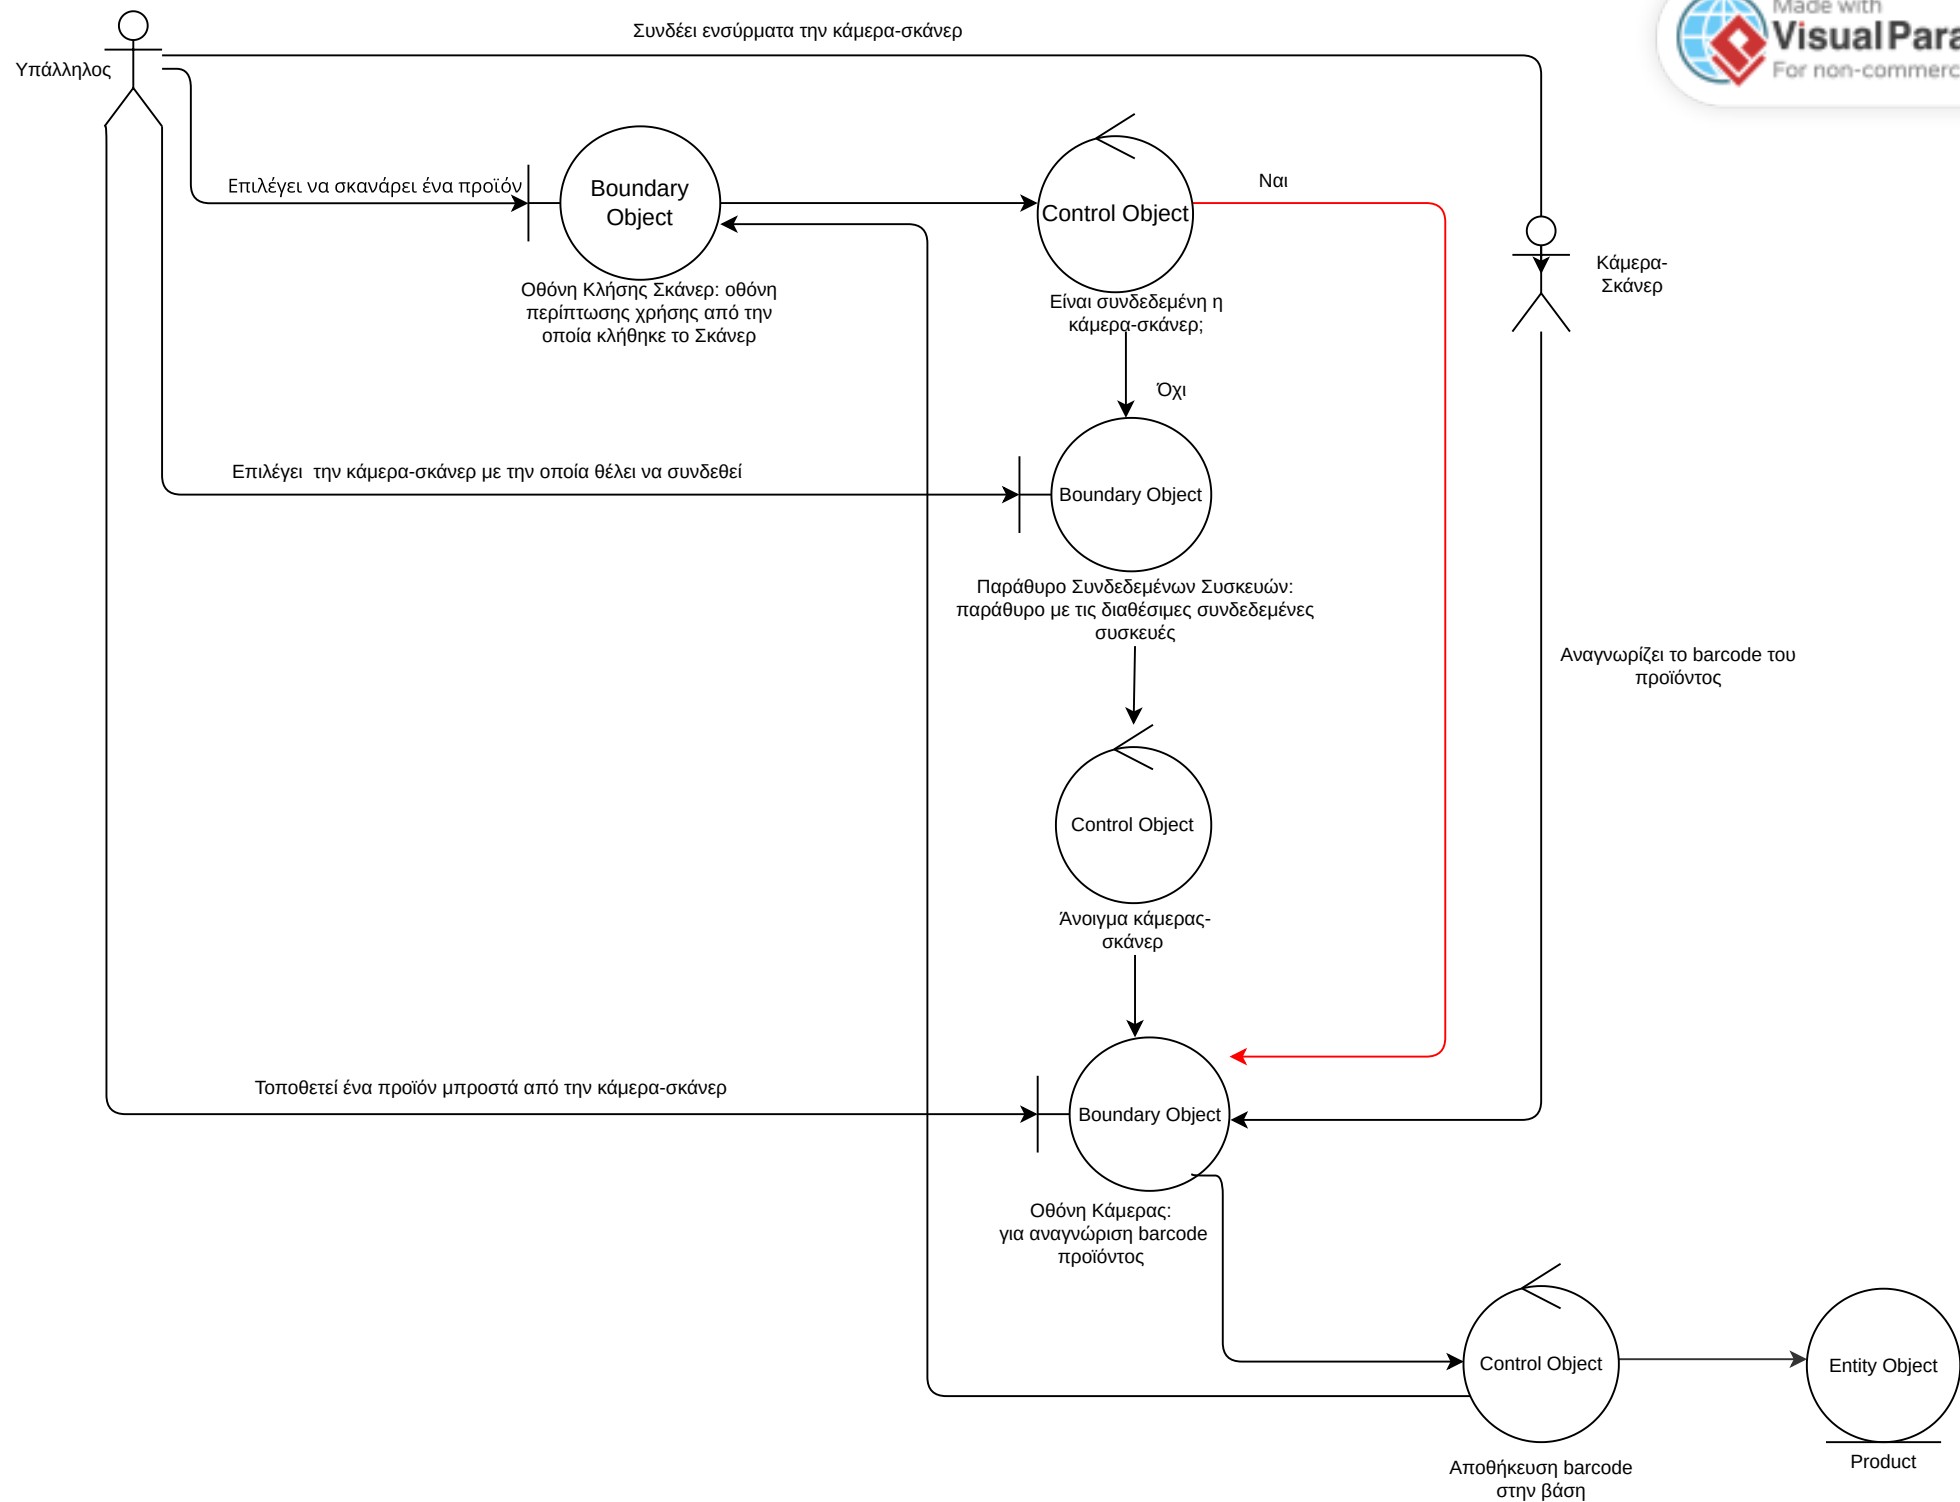 Made with
VisualPara
For non-commerc
Συνδέει ενσύρματα την κάμερα-σκάνερ
Υπάλληλος
Επιλέγει να σκανάρει ένα προϊόν
Boundary
Object
Control Object
Ναι
Κάμερα-
Σκάνερ
Οθόνη Κλήσης Σκάνερ: οθόνη
περίπτωσης χρήσης από την
οποία κλήθηκε το Σκάνερ
Είναι συνδεδεμένη η
κάμερα-σκάνερ;
Όχι
Επιλέγει  την κάμερα-σκάνερ με την οποία θέλει να συνδεθεί
Boundary Object
Παράθυρο Συνδεδεμένων Συσκευών:
παράθυρο με τις διαθέσιμες συνδεδεμένες
συσκευές
Αναγνωρίζει το barcode του
προϊόντος
Control Object
Άνοιγμα κάμερας-
σκάνερ
Τοποθετεί ένα προϊόν μπροστά από την κάμερα-σκάνερ
Boundary Object
Οθόνη Κάμερας:
για αναγνώριση barcode
προϊόντος
Control Object
Entity Object
Αποθήκευση barcode
στην βάση
Product